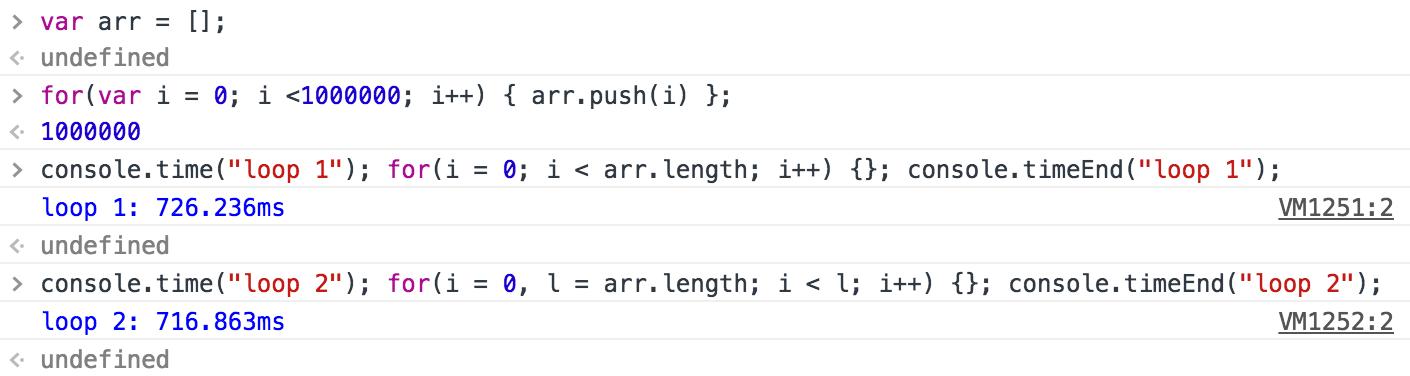 > var arr = [];
< undefined
> for(var i = 0; i <1000000; i++) { arr.push(i) };
< 1000000
> console.time("loop 1"); for(i = 0; i < arr.length; i++) {}; console.timeEnd("loop 1");
loop 1: 726.236ms VM1251:2
< undefined
> console.time("loop 2"); for(i = 0, l = arr.length; i < l; i++) {}; console.timeEnd("loop 2");
loop 2: 716.863ms VM1252:2
< undefined